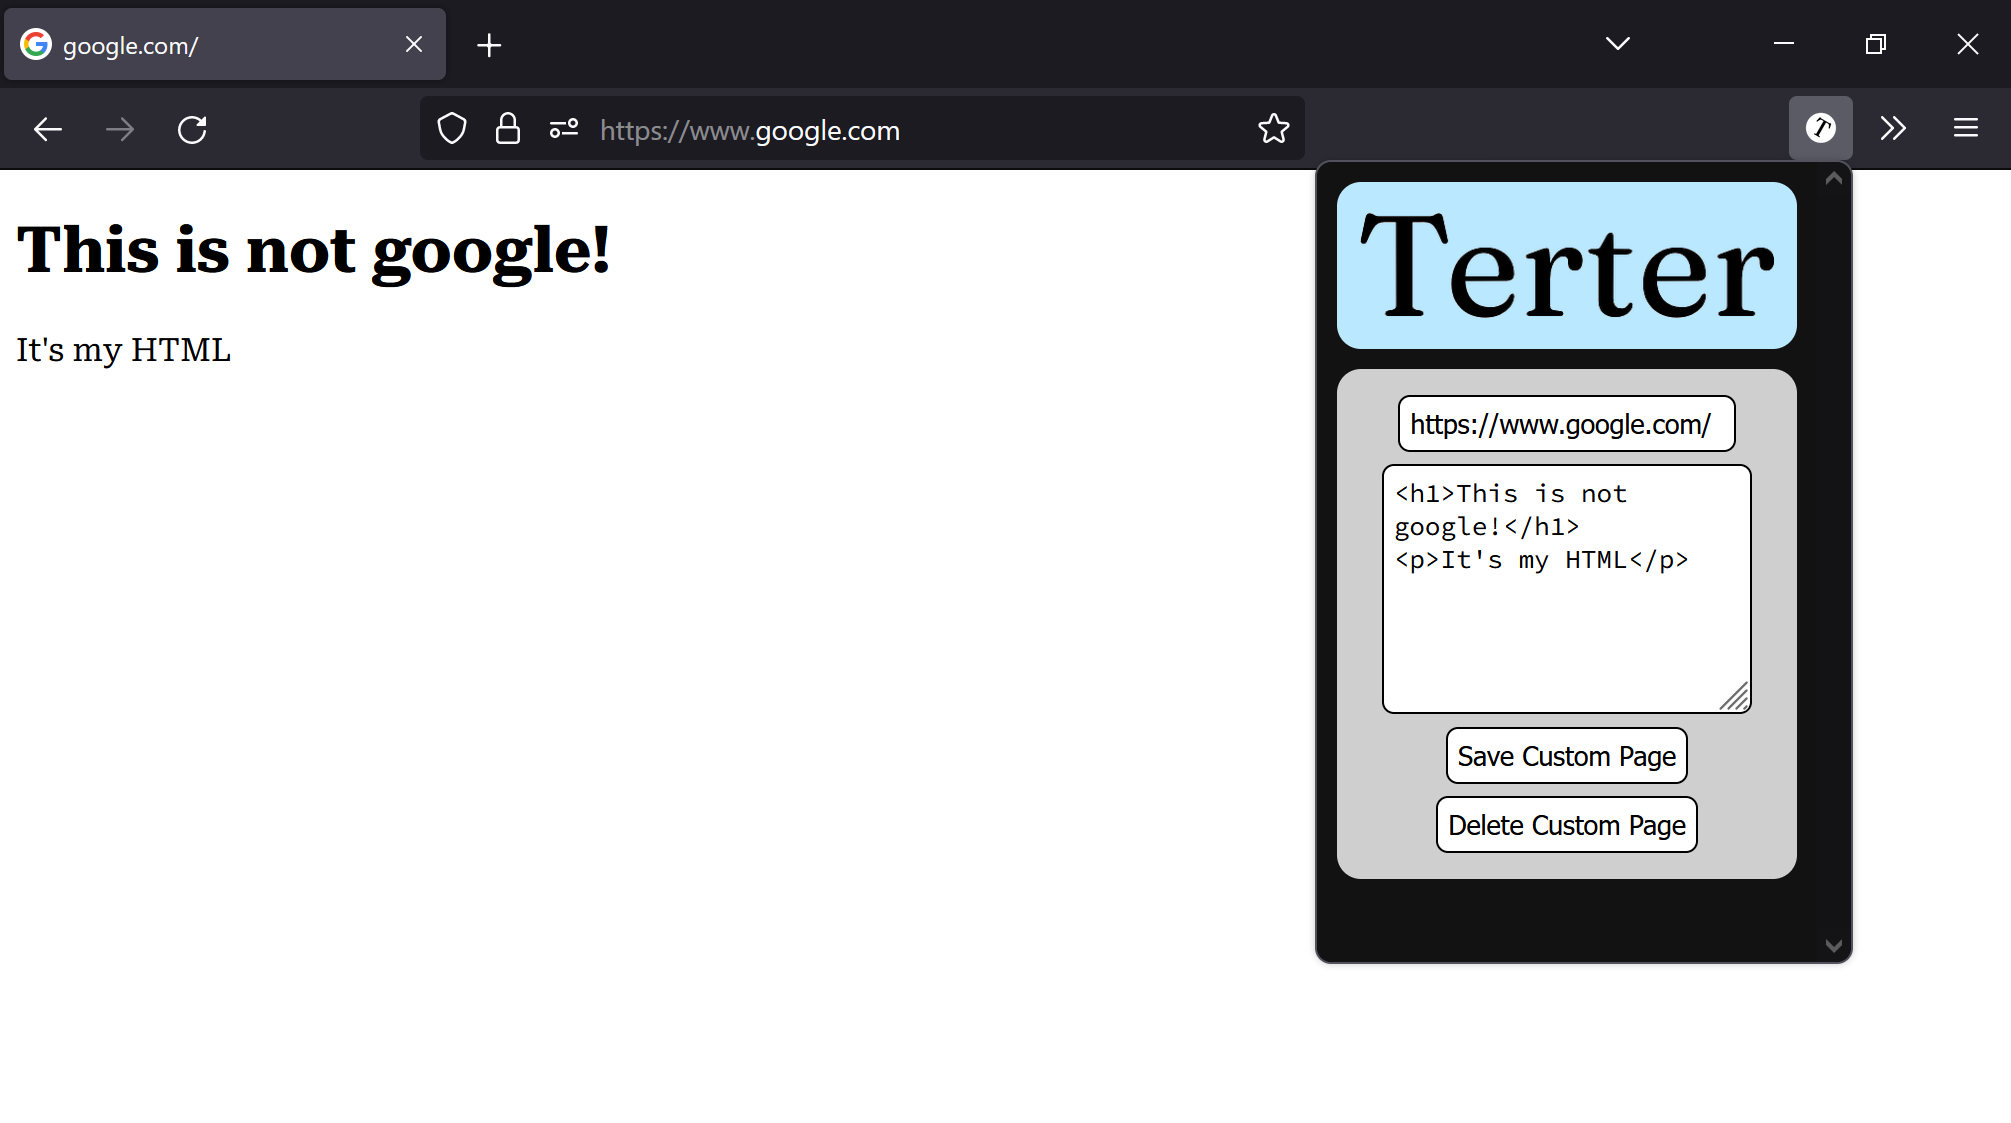 google.com/
https://www.google.com
This is not google!
It's my HTML
Terter
https://www.google.com/
<h1>This is not
google!</h1>
<p>It's my HTML</p>
Save Custom Page
Delete Custom Page